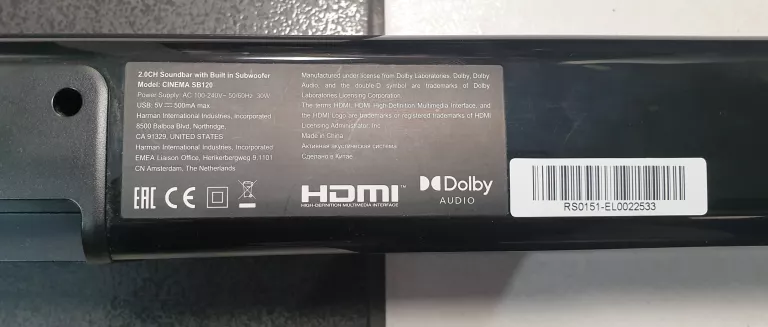 2.0CH Soundbar with Built in Subwoofer
Model: CINEMA SB120
Power Supply: AC 100-240V~ 50/60Hz 30W
USB: 5V⎓500mA max
Harman International Industries, Incorporated
8500 Balboa Blvd, Northridge,
CA 91329, UNITED STATES
Harman International Industries, Incorporated
EMEA Liaison Office, Herikerbergweg 9,1101
CN Amsterdam, The Netherlands
EAC CE
Manufactured under license from Dolby Laboratories. Dolby, Dolby
Audio, and the double-D symbol are trademarks of Dolby
Laboratories Licensing Corporation.
The terms HDMI, HDMI High-Definition Multimedia Interface, and
the HDMI Logo are trademarks or registered trademarks of HDMI
Licensing Administrator, Inc.
Made in China
Активная акустическая система
Сделано в Китае
HDMI™
HIGH-DEFINITION MULTIMEDIA INTERFACE
Dolby
AUDIO
RS0151-EL0022533